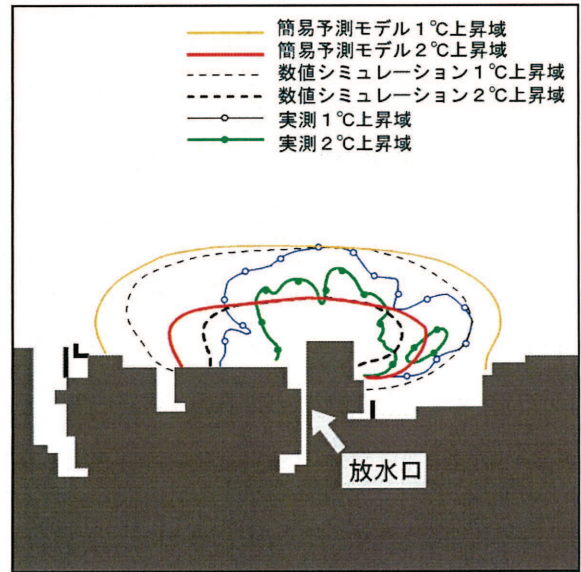 簡易予測モデル1℃上昇域
簡易予測モデル2℃上昇域
数値シミュレーション1℃上昇域
数値シミュレーション2℃上昇域
実測1℃上昇域
実測2℃上昇域
放水口